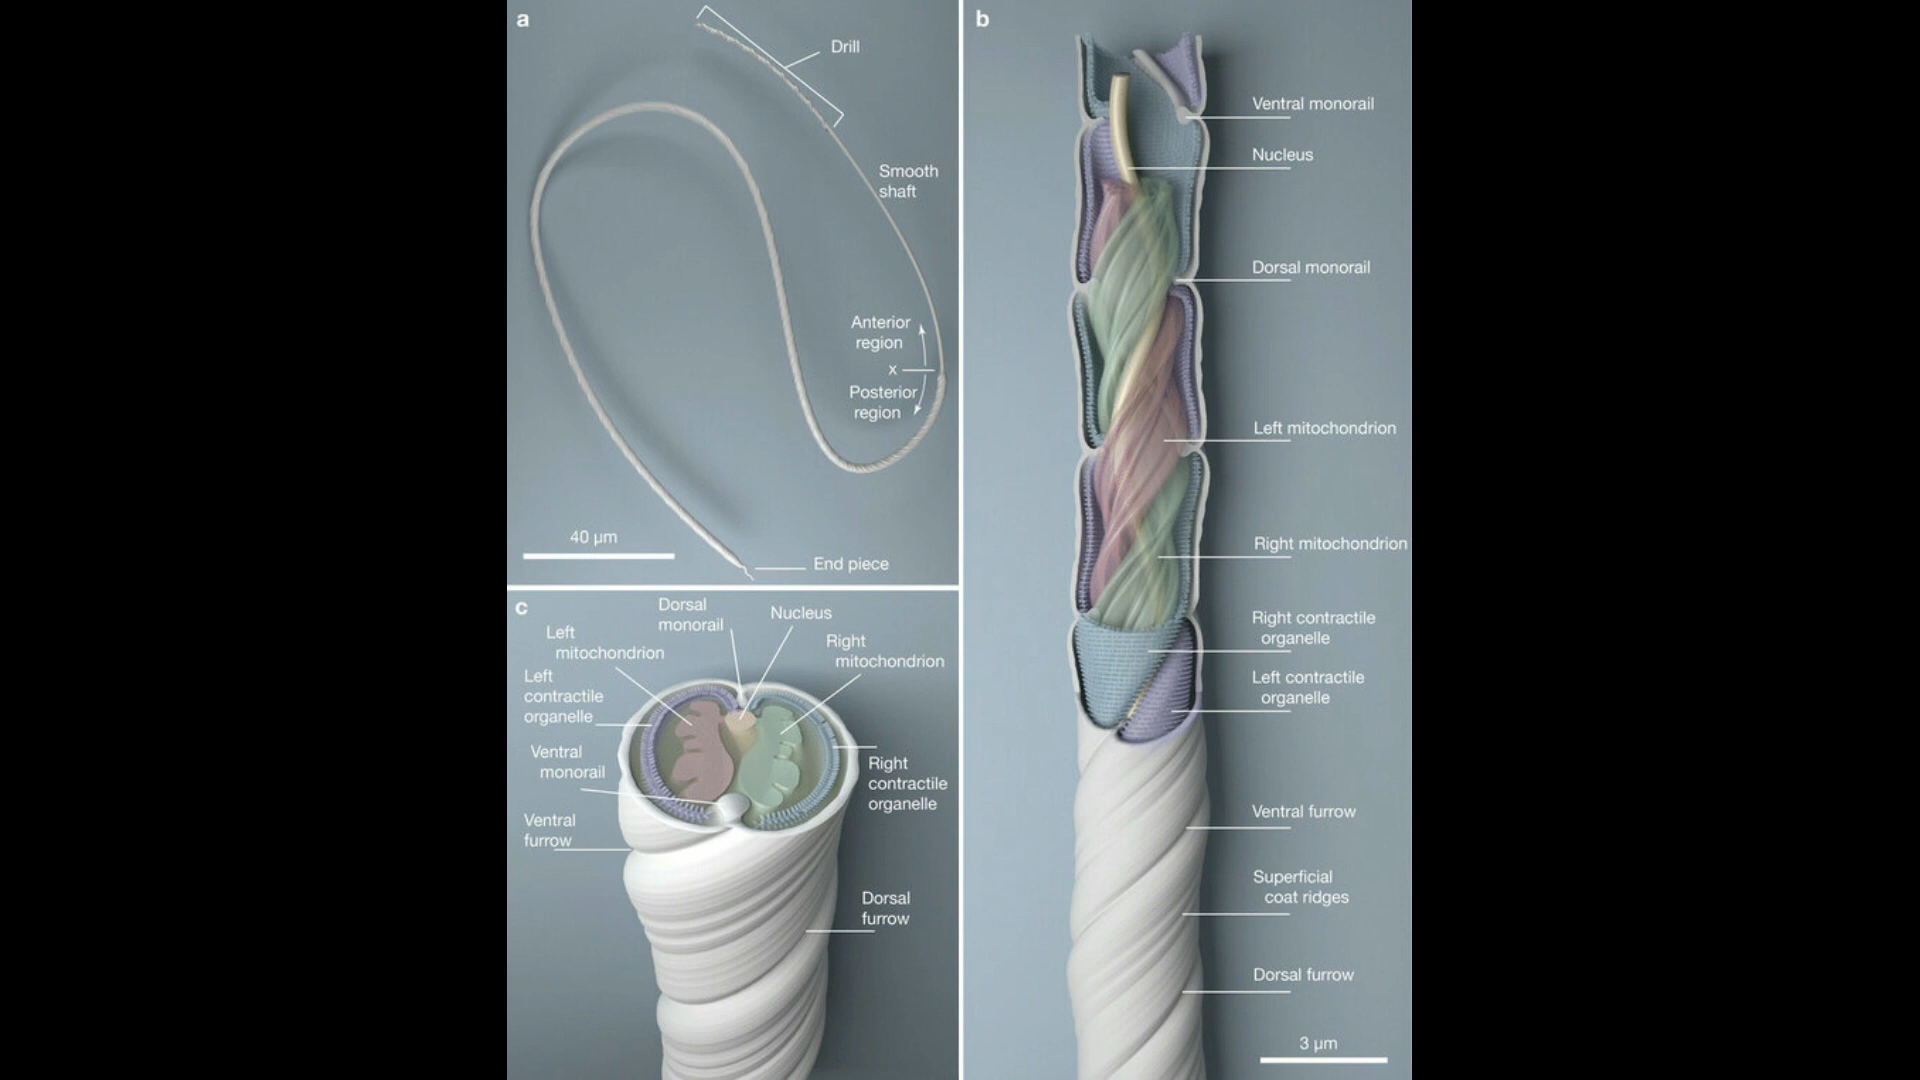 a
Drill
Smooth
shaft
Anterior
region
x
Posterior
region
40 µm
End piece
b
Ventral monorail
Nucleus
Dorsal monorail
Left mitochondrion
Right mitochondrion
Right contractile
organelle
Left contractile
organelle
Ventral furrow
Superficial
coat ridges
Dorsal furrow
3 µm
c
Dorsal
monorail
Nucleus
Left
mitochondrion
Right
mitochondrion
Left
contractile
organelle
Ventral
monorail
Right
contractile
organelle
Ventral
furrow
Dorsal
furrow